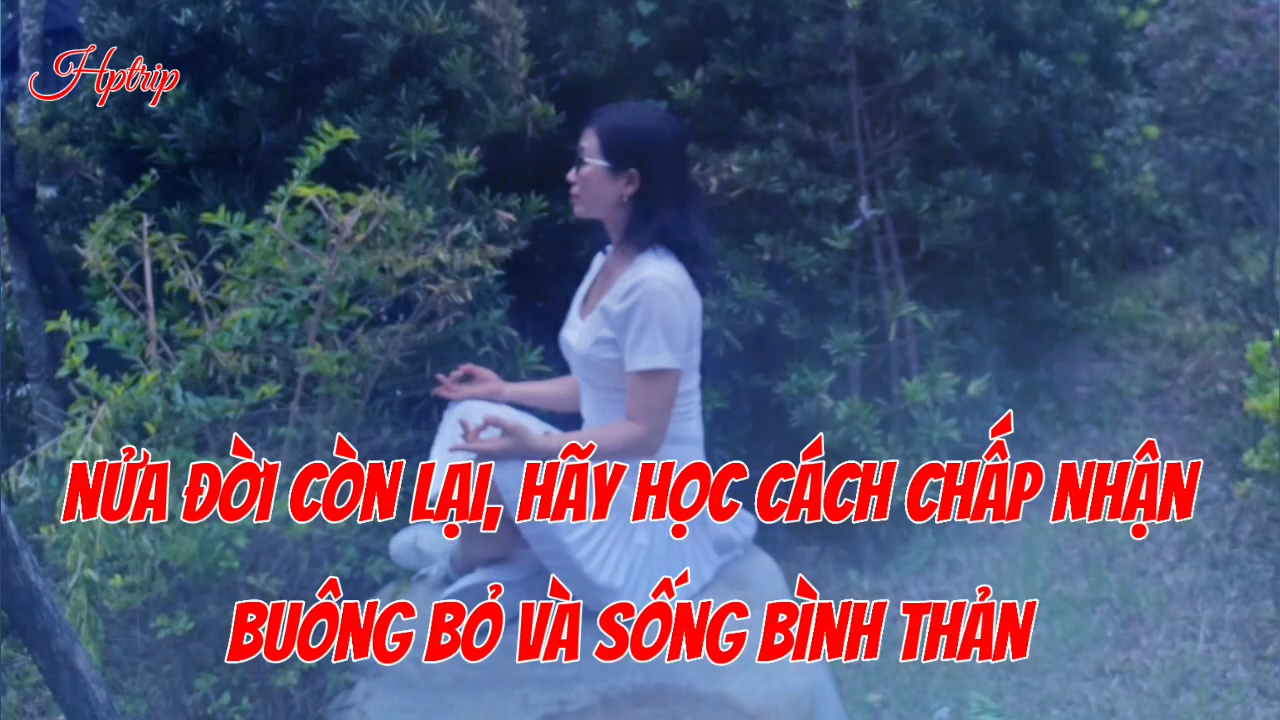 Hptrip
NỬA ĐỜI CÒN LẠI, HÃY HỌC CÁCH CHẤP NHẬN
BUÔNG BỎ VÀ SỐNG BÌNH THẢN